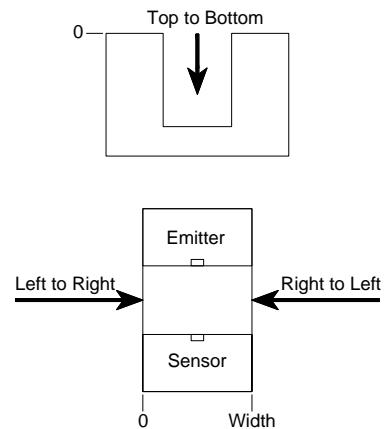 Top to Bottom
0
Emitter
Left to Right
Right to Left
Sensor
0
Width